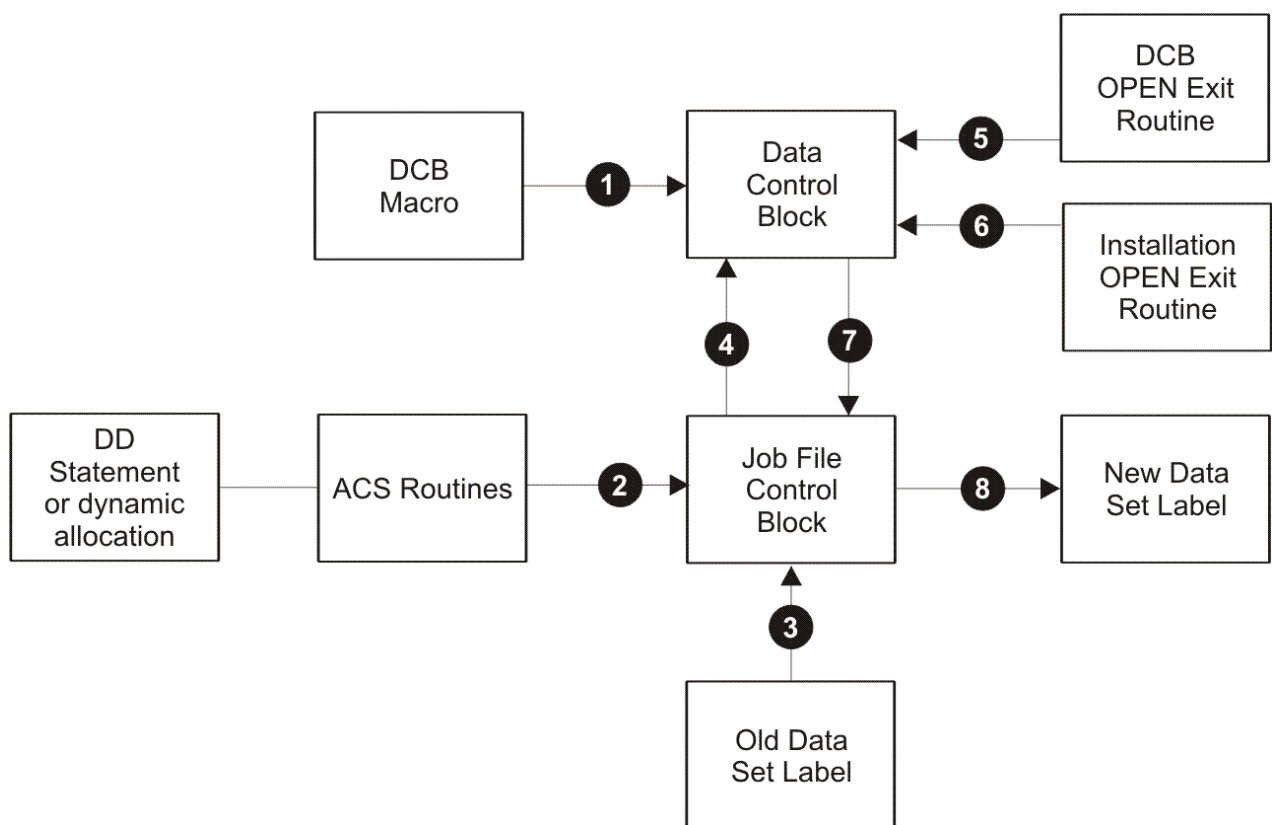 DCB
OPEN Exit
Routine
DCB
Macro
1
Data
Control
Block
5
6
Installation
OPEN Exit
Routine
4
7
DD
Statement
or dynamic
allocation
ACS Routines
2
Job File
Control
Block
8
New Data
Set Label
3
Old Data
Set Label